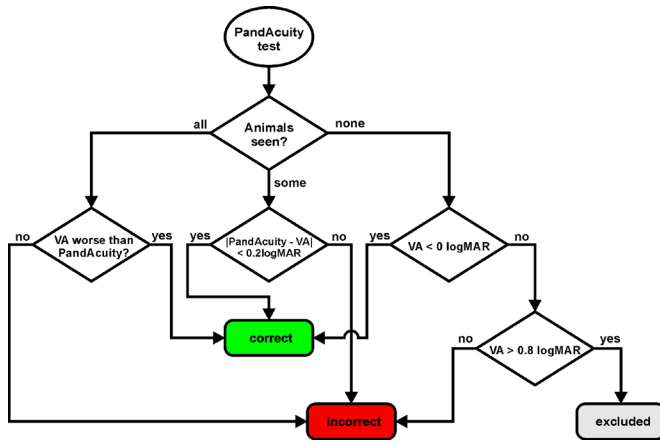 PandAcuity
test
Animals
seen?
all
none
some
no
VA worse than
PandAcuity?
yes
yes
|PandAcuity - VA|
< 0.2logMAR
no
yes
VA < 0 logMAR
no
correct
no
VA > 0.8 logMAR
yes
incorrect
excluded